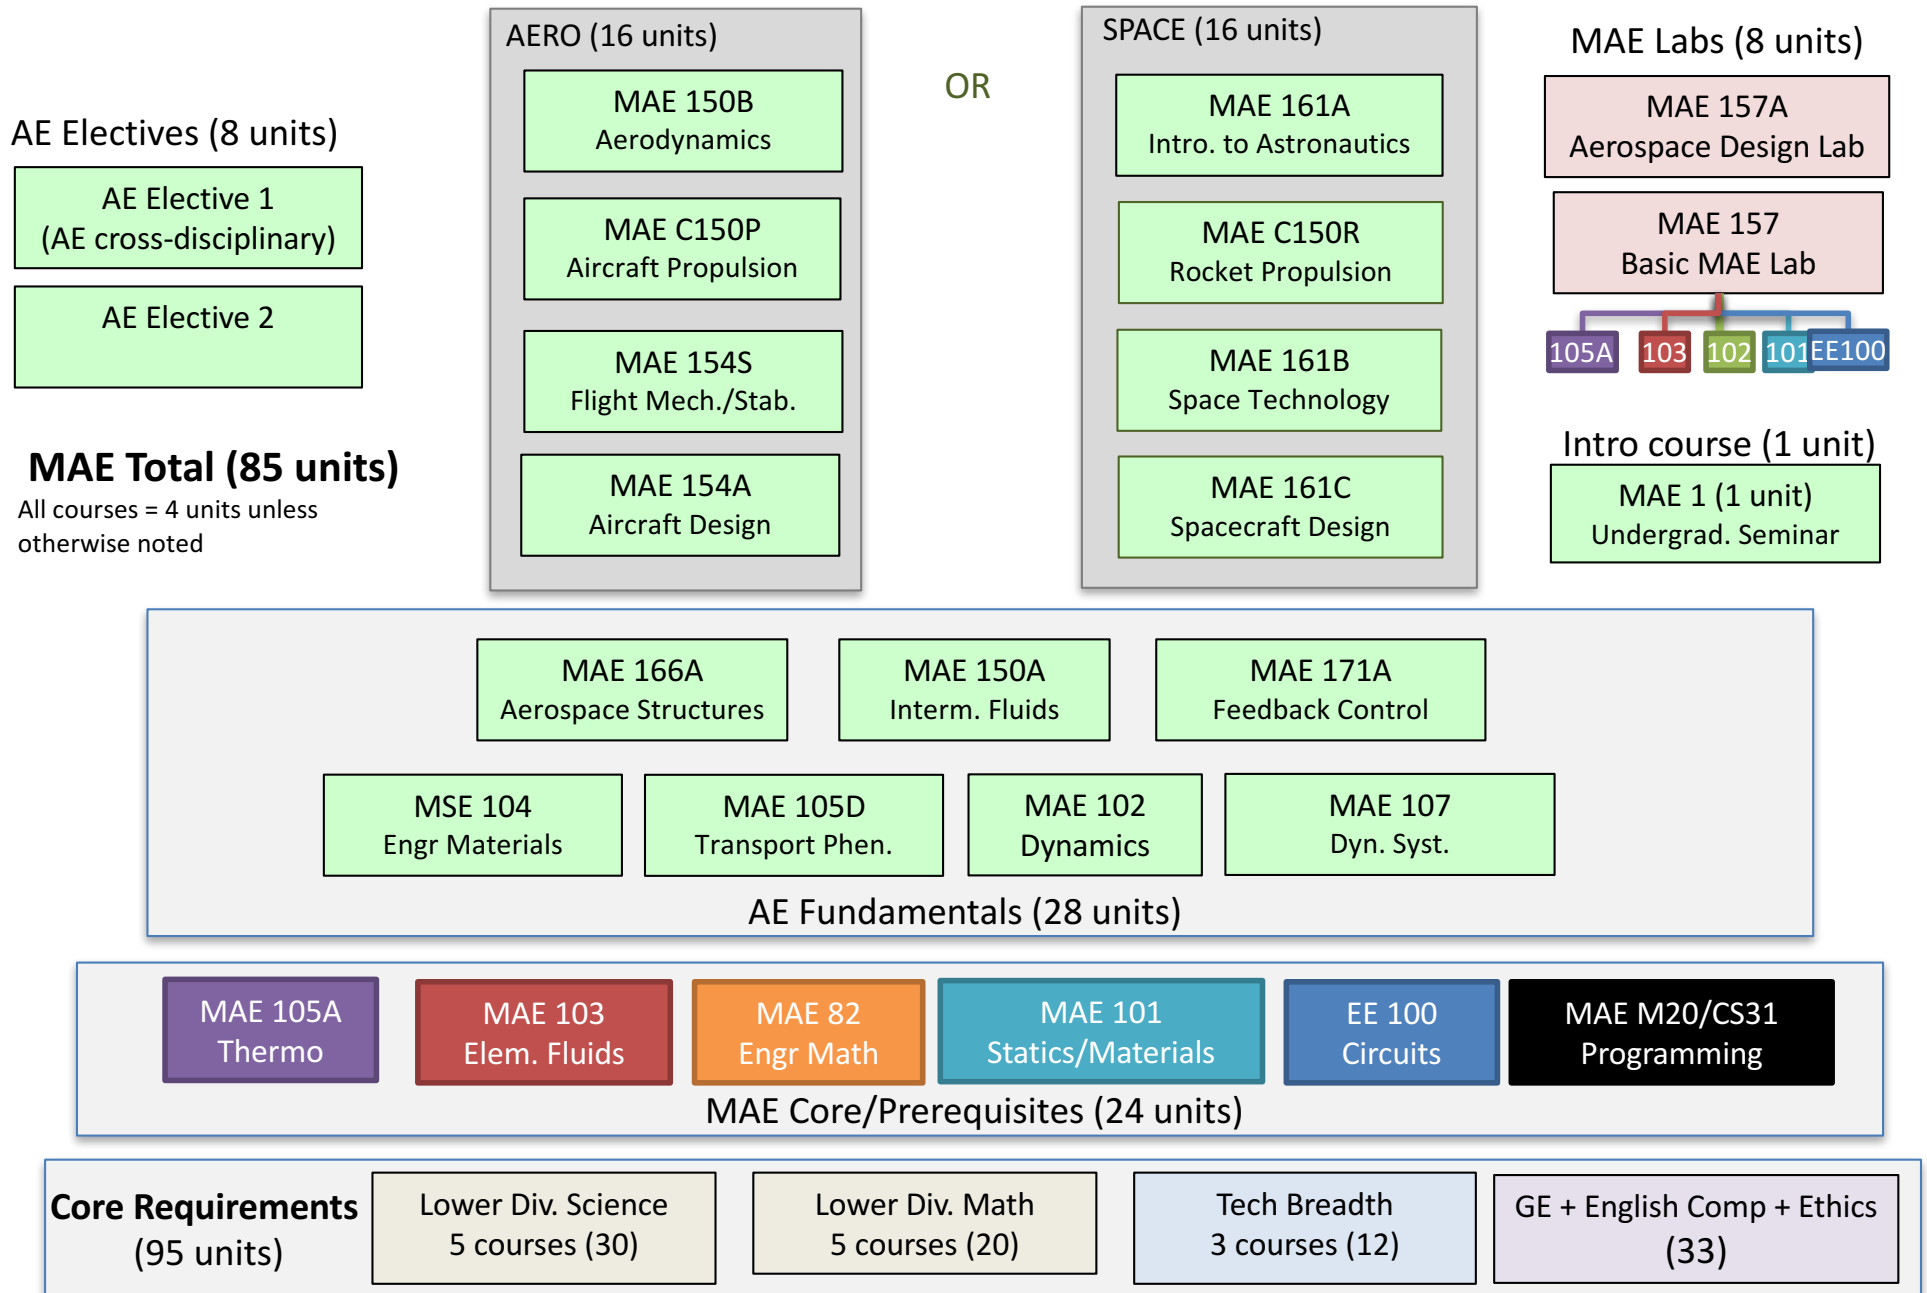 AE Electives (8 units)
AE Elective 1
(AE cross-disciplinary)
AE Elective 2
MAE Total (85 units)
All courses = 4 units unless
otherwise noted
AERO (16 units)
MAE 150B
Aerodynamics
MAE C150P
Aircraft Propulsion
MAE 154S
Flight Mech./Stab.
MAE 154A
Aircraft Design
OR
SPACE (16 units)
MAE 161A
Intro. to Astronautics
MAE C150R
Rocket Propulsion
MAE 161B
Space Technology
MAE 161C
Spacecraft Design
MAE Labs (8 units)
MAE 157A
Aerospace Design Lab
MAE 157
Basic MAE Lab
105A 103 102 101 EE100
Intro course (1 unit)
MAE 1 (1 unit)
Undergrad. Seminar
MAE 166A
Aerospace Structures
MAE 150A
Interm. Fluids
MAE 171A
Feedback Control
MSE 104
Engr Materials
MAE 105D
Transport Phen.
MAE 102
Dynamics
MAE 107
Dyn. Syst.
AE Fundamentals (28 units)
MAE 105A
Thermo
MAE 103
Elem. Fluids
MAE 82
Engr Math
MAE 101
Statics/Materials
EE 100
Circuits
MAE M20/CS31
Programming
MAE Core/Prerequisites (24 units)
Core Requirements
(95 units)
Lower Div. Science
5 courses (30)
Lower Div. Math
5 courses (20)
Tech Breadth
3 courses (12)
GE + English Comp + Ethics
(33)